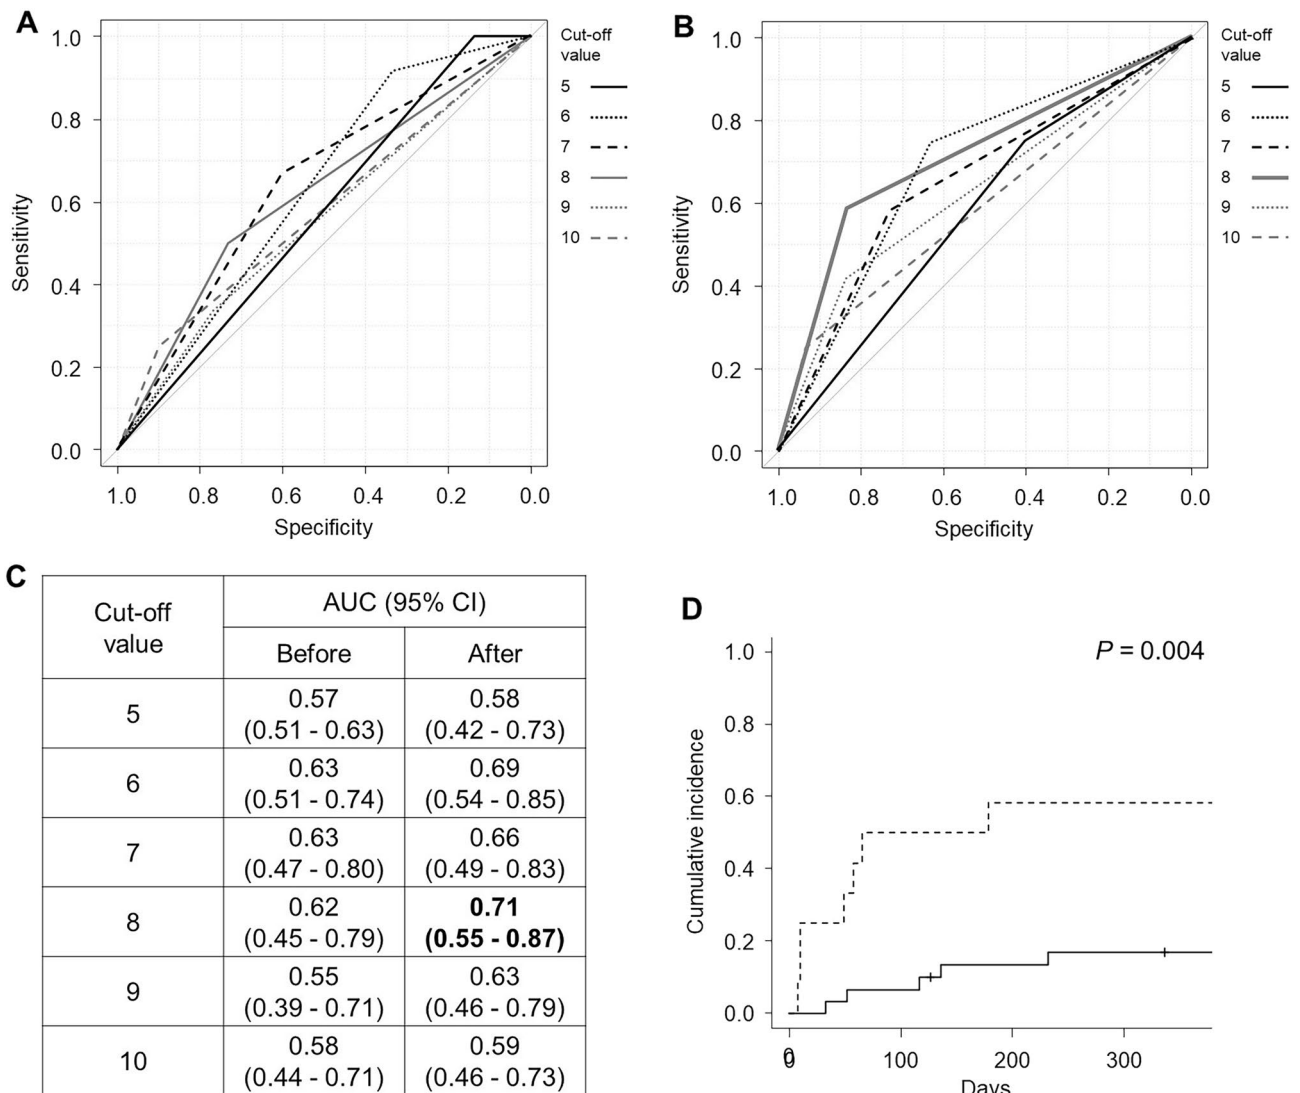 A
Cut-off
value
5
6
7
8
9
10
1.0
0.8
0.6
0.4
0.2
0.0
Sensitivity
1.0 0.8 0.6 0.4 0.2 0.0
Specificity
B
Cut-off
value
5
6
7
8
9
10
1.0
0.8
0.6
0.4
0.2
0.0
Sensitivity
1.0 0.8 0.6 0.4 0.2 0.0
Specificity
C
Cut-off
value
AUC (95% CI)
Before After
5 0.57 0.58
(0.51 - 0.63) (0.42 - 0.73)
6 0.63 0.69
(0.51 - 0.74) (0.54 - 0.85)
7 0.63 0.66
(0.47 - 0.80) (0.49 - 0.83)
8 0.62 0.71
(0.45 - 0.79) (0.55 - 0.87)
9 0.55 0.63
(0.39 - 0.71) (0.46 - 0.79)
10 0.58 0.59
(0.44 - 0.71) (0.46 - 0.73)
D
P = 0.004
1.0
0.8
0.6
0.4
0.2
0.0
Cumulative incidence
0 100 200 300
Days